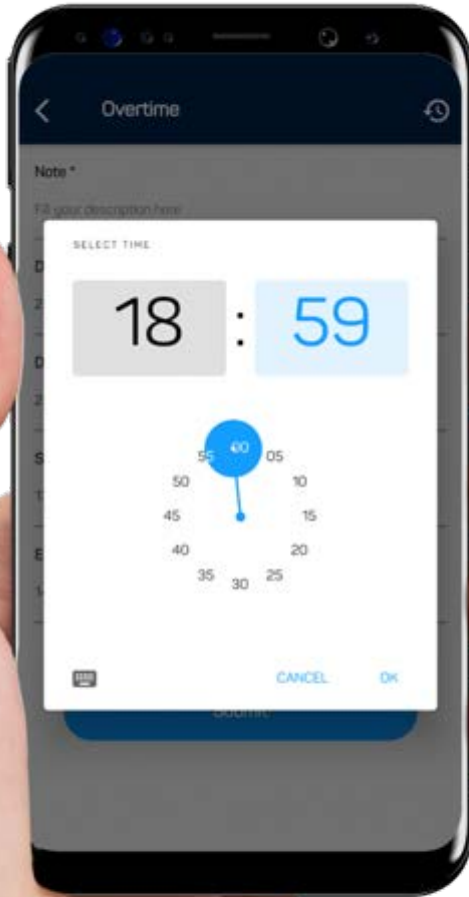 Overtime
Note *
Fill your description here
SELECT TIME
18 : 59
00
55 05
50 10
45 15
40 20
35 25
30
CANCEL OK
Submit